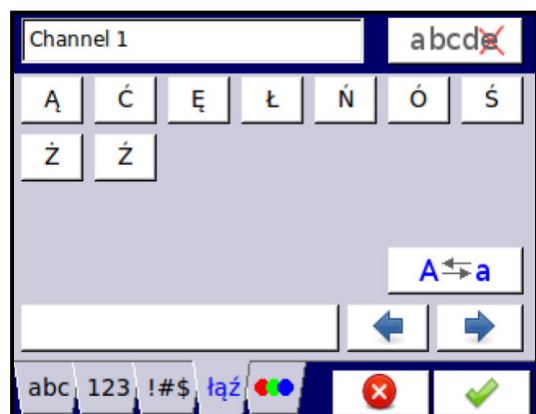 Channel 1 abcde
Ą Ć Ę Ł Ń Ó Ś
Ż Ź
A a
abc 123 !#$ łąź